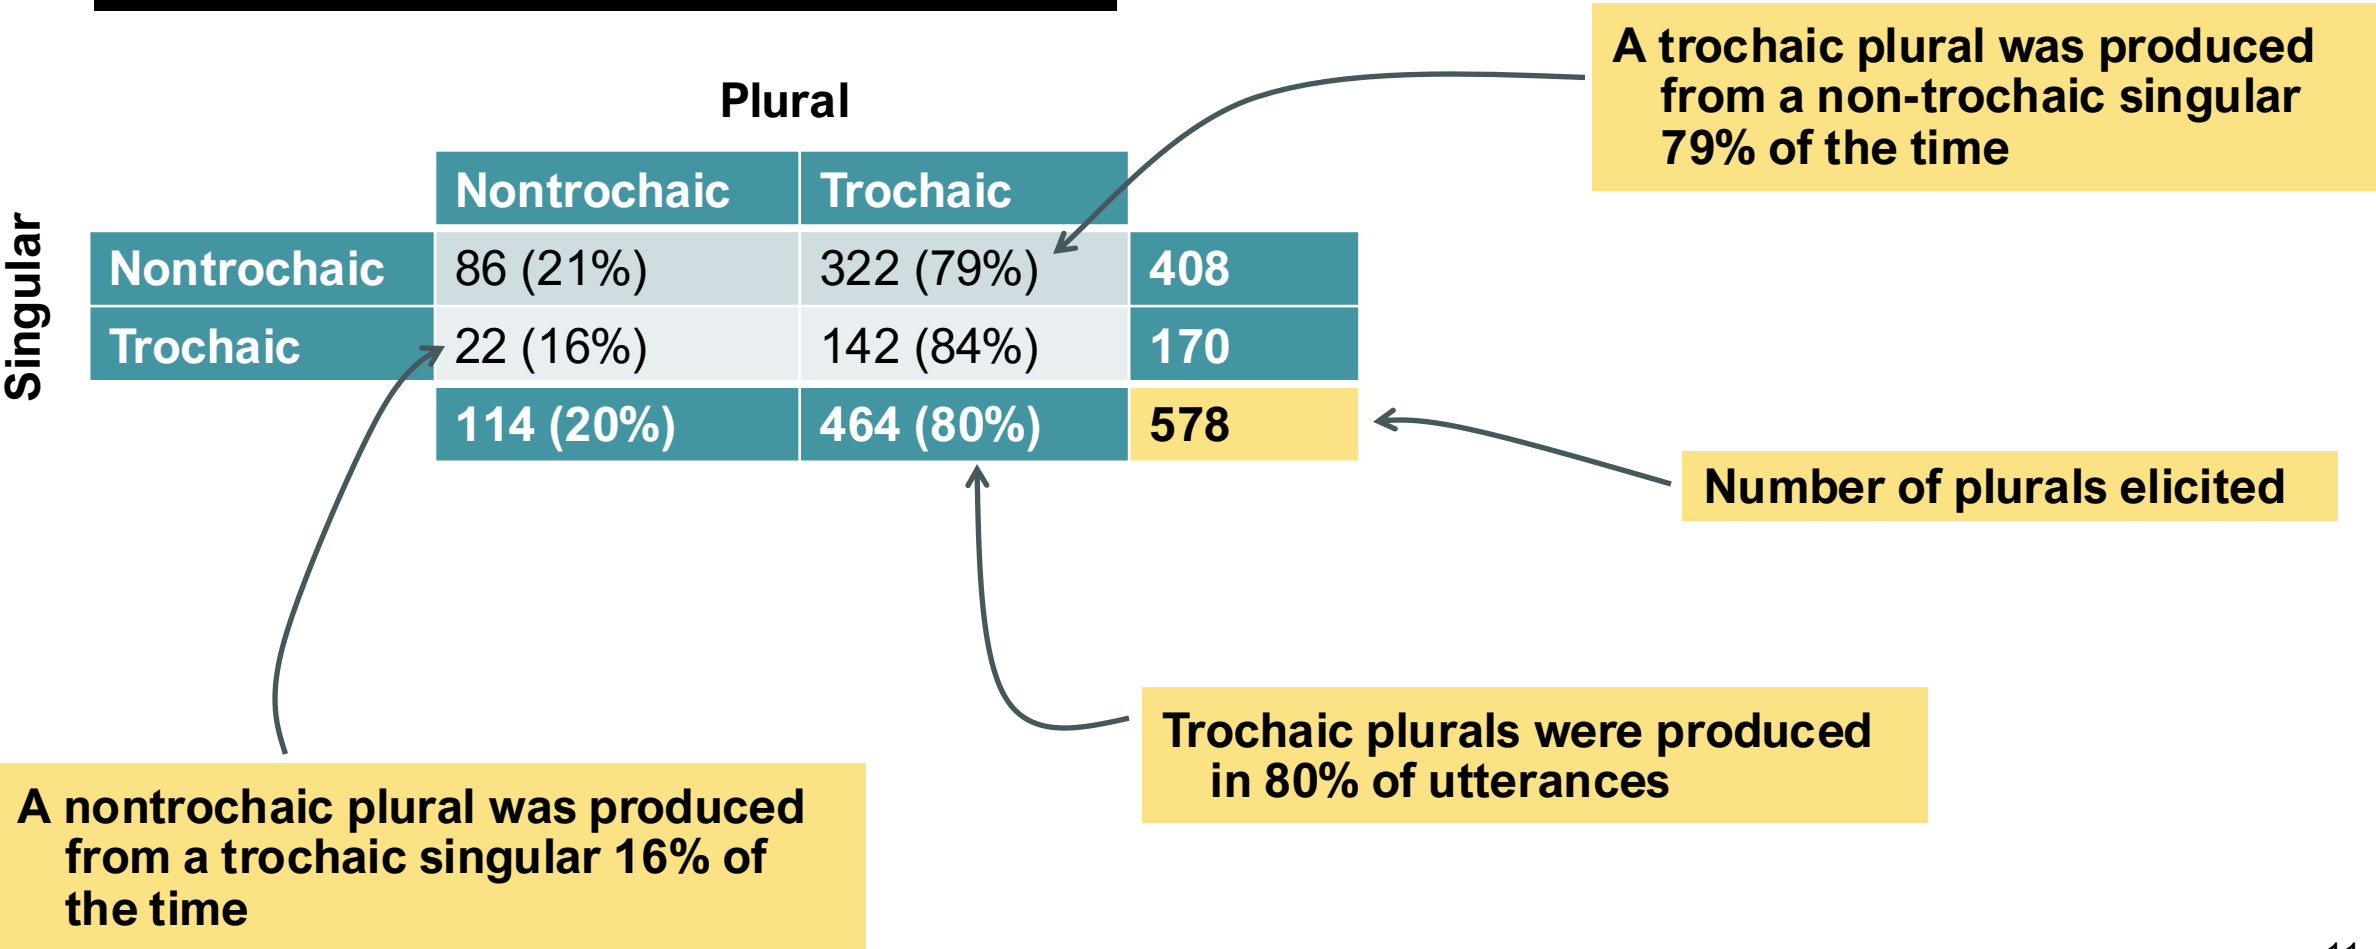 A trochaic plural was produced
from a non-trochaic singular
79% of the time
Plural
Singular
Nontrochaic Trochaic
Nontrochaic 86 (21%) 322 (79%) 408
Trochaic 22 (16%) 142 (84%) 170
114 (20%) 464 (80%) 578
Number of plurals elicited
Trochaic plurals were produced
in 80% of utterances
A nontrochaic plural was produced
from a trochaic singular 16% of
the time